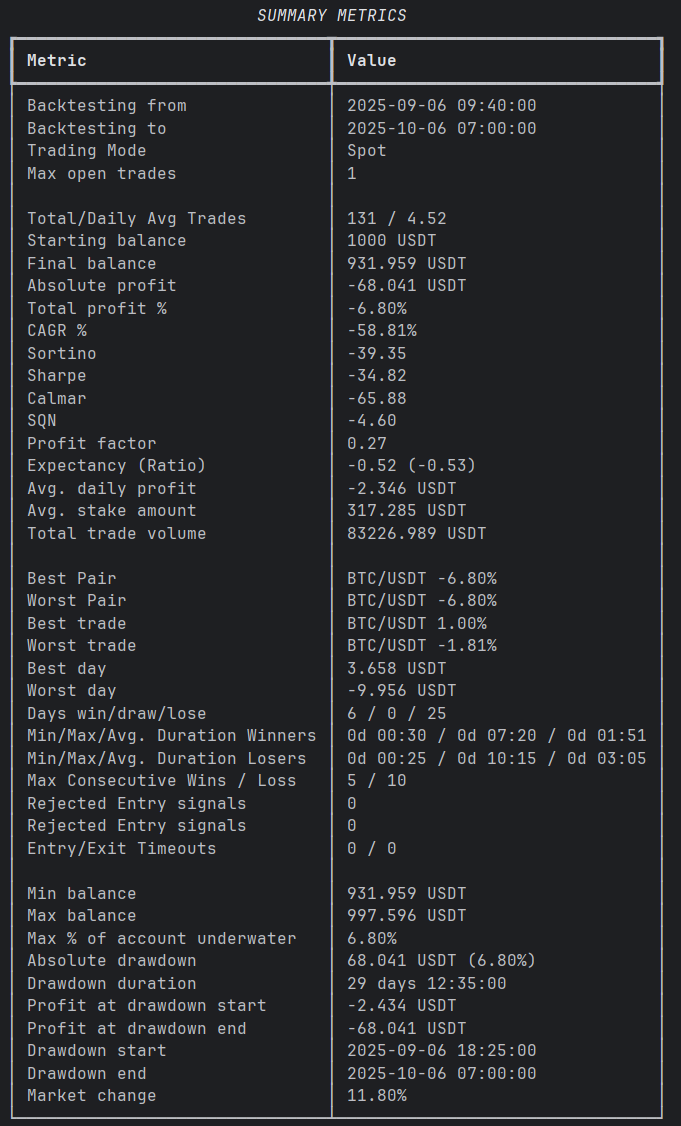 SUMMARY METRICS
Metric Value
Backtesting from 2025-09-06 09:40:00
Backtesting to 2025-10-06 07:00:00
Trading Mode Spot
Max open trades 1
Total/Daily Avg Trades 131 / 4.52
Starting balance 1000 USDT
Final balance 931.959 USDT
Absolute profit -68.041 USDT
Total profit % -6.80%
CAGR % -58.81%
Sortino -39.35
Sharpe -34.82
Calmar -65.88
SQN -4.60
Profit factor 0.27
Expectancy (Ratio) -0.52 (-0.53)
Avg. daily profit -2.346 USDT
Avg. stake amount 317.285 USDT
Total trade volume 83226.989 USDT
Best Pair BTC/USDT -6.80%
Worst Pair BTC/USDT -6.80%
Best trade BTC/USDT 1.00%
Worst trade BTC/USDT -1.81%
Best day 3.658 USDT
Worst day -9.956 USDT
Days win/draw/lose 6 / 0 / 25
Min/Max/Avg. Duration Winners 0d 00:30 / 0d 07:20 / 0d 01:51
Min/Max/Avg. Duration Losers 0d 00:25 / 0d 10:15 / 0d 03:05
Max Consecutive Wins / Loss 5 / 10
Rejected Entry signals 0
Rejected Entry signals 0
Entry/Exit Timeouts 0 / 0
Min balance 931.959 USDT
Max balance 997.596 USDT
Max % of account underwater 6.80%
Absolute drawdown 68.041 USDT (6.80%)
Drawdown duration 29 days 12:35:00
Profit at drawdown start -2.434 USDT
Profit at drawdown end -68.041 USDT
Drawdown start 2025-09-06 18:25:00
Drawdown end 2025-10-06 07:00:00
Market change 11.80%